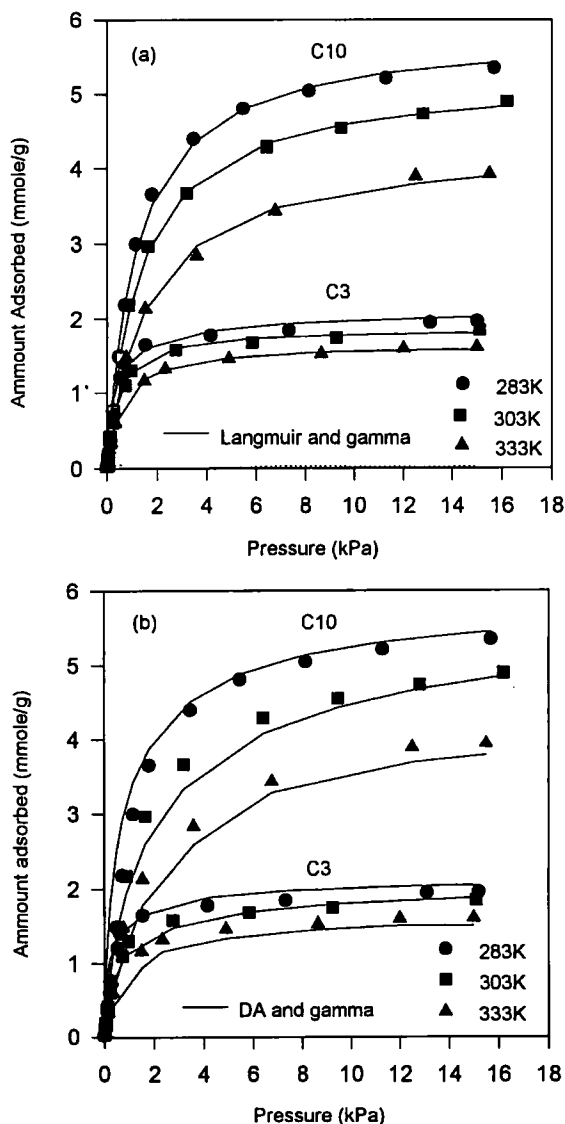 6
(a)
C10
5
4
3
C3
2
1
0
283K
303K
333K
Langmuir and gamma
0 2 4 6 8 10 12 14 16 18
Ammount Adsorbed (mmole/g)
Pressure (kPa)
6
(b)
C10
5
4
3
C3
2
1
0
283K
303K
333K
DA and gamma
0 2 4 6 8 10 12 14 16 18
Ammount adsorbed (mmole/g)
Pressure (kPa)